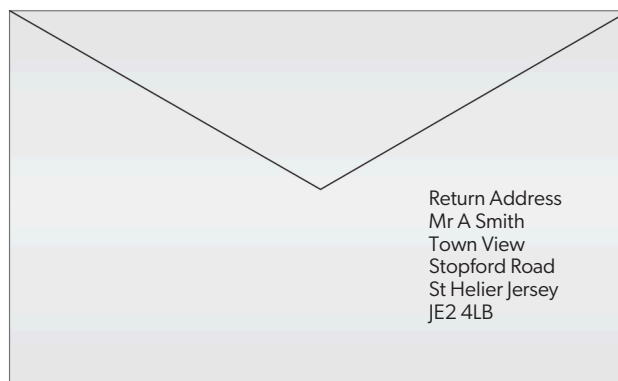 Return Address
Mr A Smith
Town View
Stopford Road
St Helier Jersey
JE2 4LB